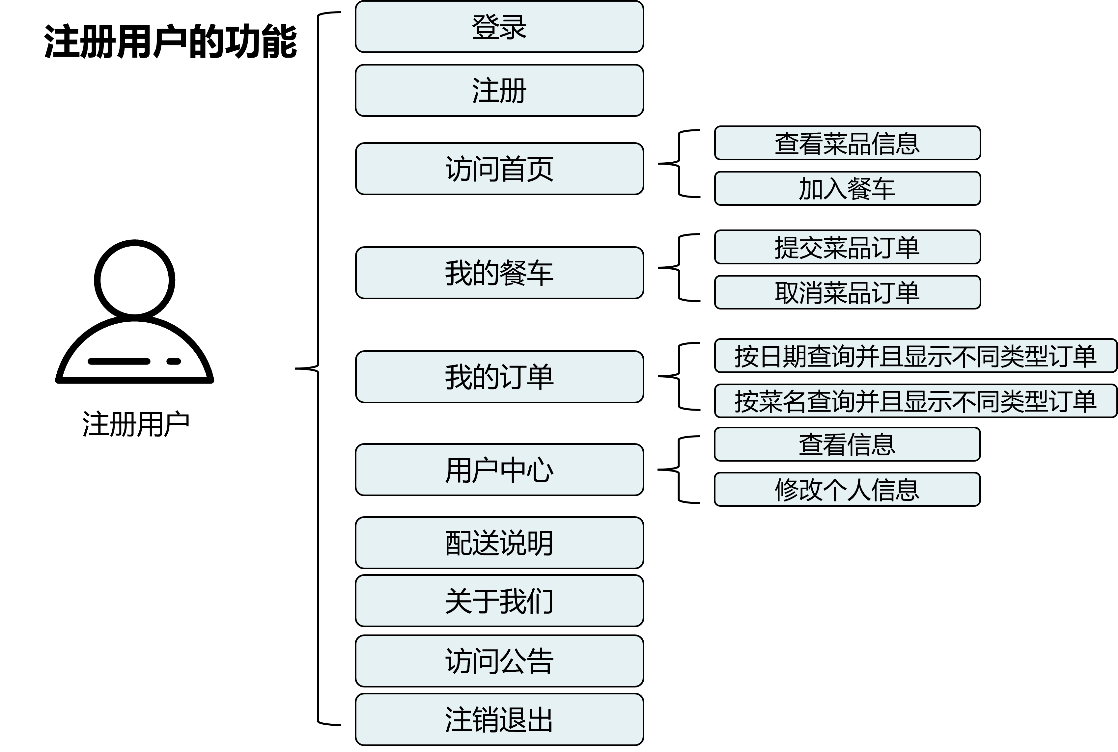 注册用户的功能
注册用户
登录
注册
访问首页
查看菜品信息
加入餐车
我的餐车
提交菜品订单
取消菜品订单
我的订单
按日期查询并且显示不同类型订单
按菜名查询并且显示不同类型订单
用户中心
查看信息
修改个人信息
配送说明
关于我们
访问公告
注销退出